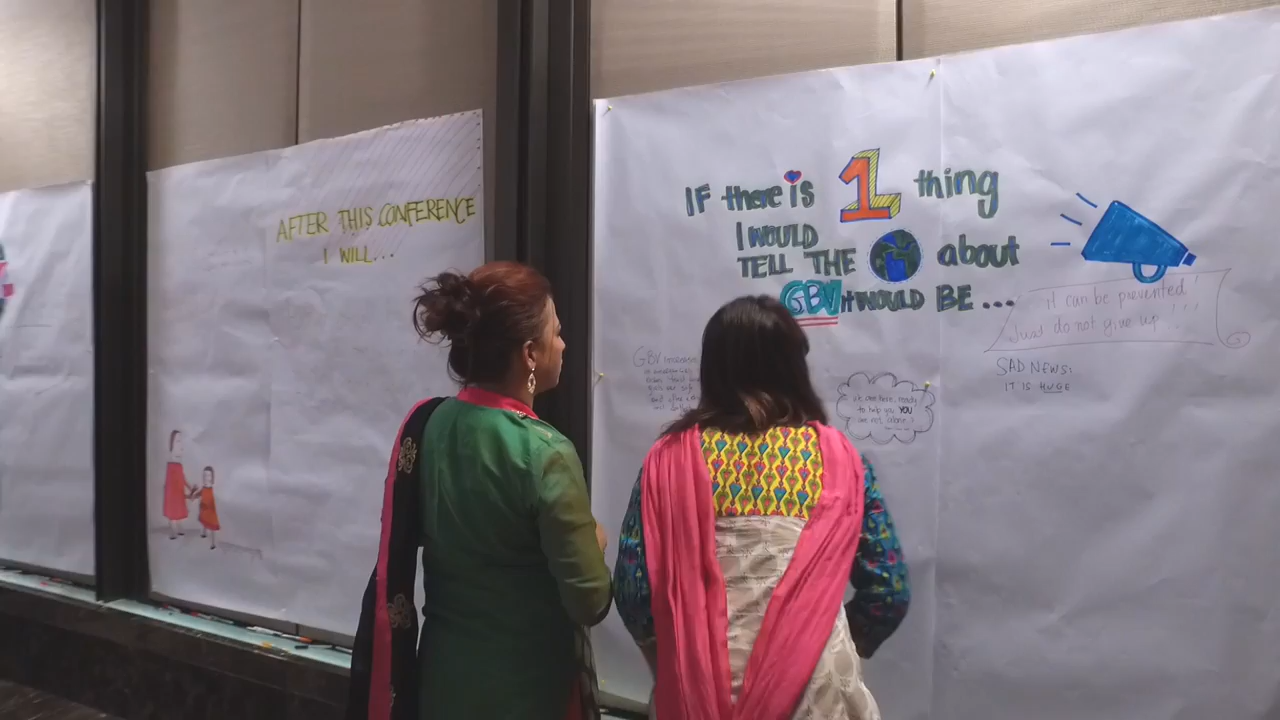 AFTER THIS CONFERENCE
I WILL...
IF there is 1 thing
I WOULD
TELL THE about
GBV it WOULD BE ...
it can be prevented!
Just do not give up...
SAD NEWS:
IT IS HUGE
GBV
We are here, ready
to help you YOU
are not alone!